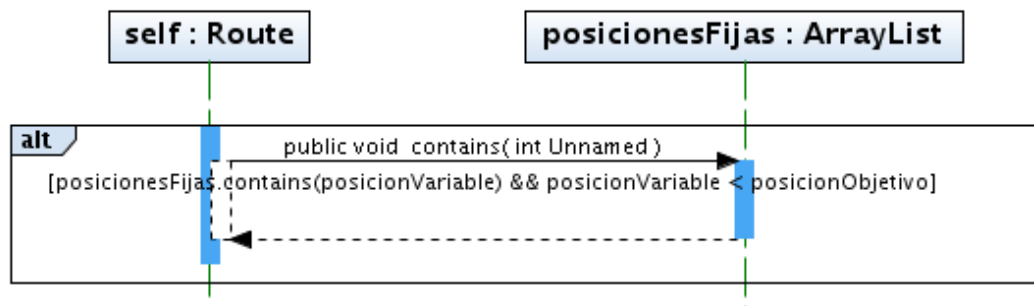 self : Route
posicionesFijas : ArrayList
alt
public void contains( int Unnamed )
[posicionesFijas.contains(posicionVariable) && posicionVariable < posicionObjetivo]